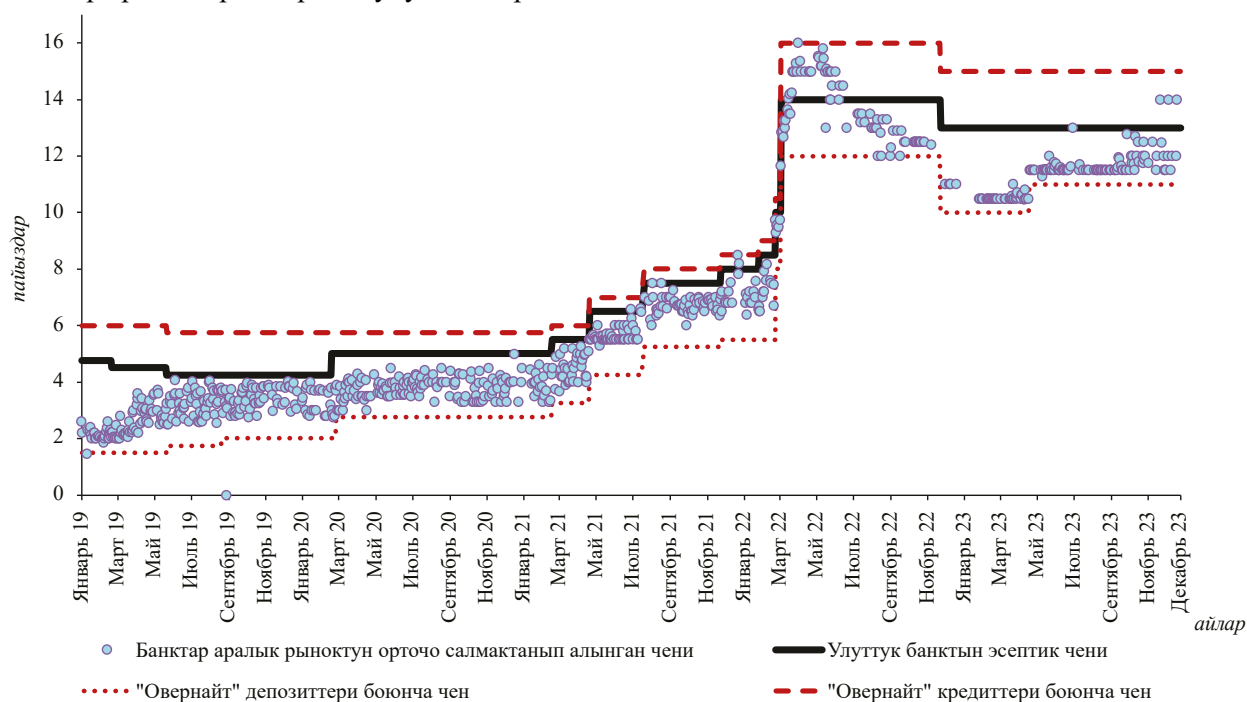 16
14
12
10
8
6
4
2
0
пайыздар
Январь 19
Март 19
Май 19
Июль 19
Сентябрь 19
Ноябрь 19
Январь 20
Март 20
Май 20
Июль 20
Сентябрь 20
Ноябрь 20
Январь 21
Март 21
Май 21
Июль 21
Сентябрь 21
Ноябрь 21
Январь 22
Март 22
Май 22
Июль 22
Сентябрь 22
Ноябрь 22
Январь 23
Март 23
Май 23
Июль 23
Сентябрь 23
Ноябрь 23
Декабрь 23
айлар
Банктар аралык рыноктун орточо салмактанып алынган чени
Улуттук банктын эсептик чени
"Овернайт" депозиттери боюнча чен
"Овернайт" кредиттери боюнча чен